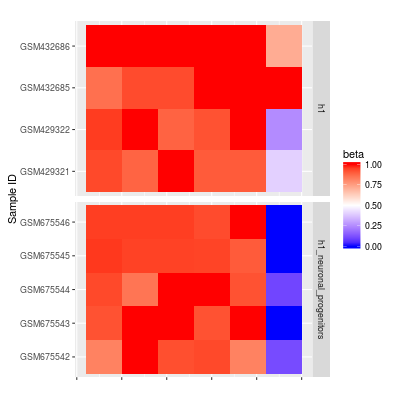 GSM432686
GSM432685
GSM429322
GSM429321
h1
GSM675546
GSM675545
GSM675544
GSM675543
GSM675542
h1_neuronal_progenitors
Sample ID
beta
1.00
0.75
0.50
0.25
0.00